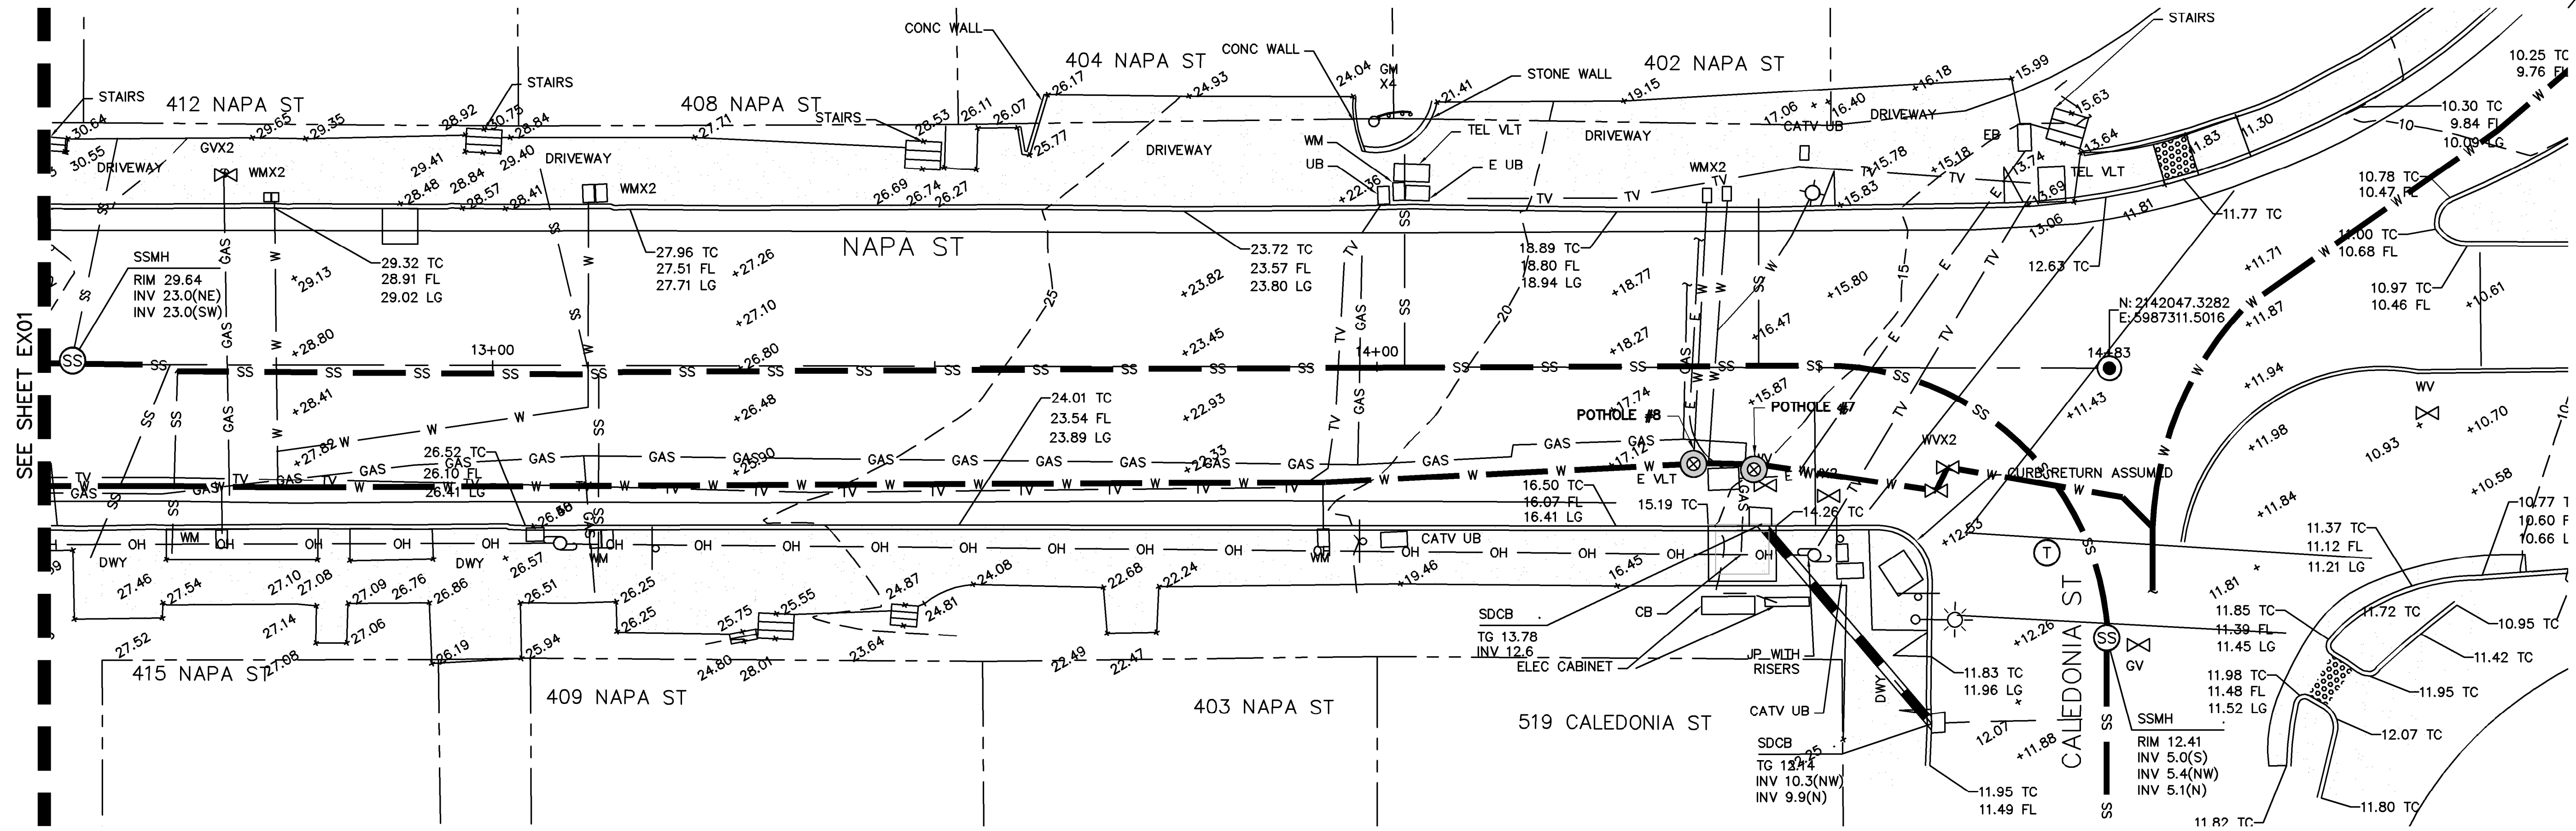 SEE SHEET EX01
STAIRS
412 NAPA ST
STAIRS
408 NAPA ST
STAIRS
CONC WALL
404 NAPA ST
CONC WALL
GM
X4
STONE WALL
402 NAPA ST
STAIRS
10.25 TC
9.76 FL
30.64
30.55
DRIVEWAY
29.65
29.35
GVX2
WMX2
28.92
30.75
28.84
29.41
29.40
28.48
28.84
28.57
28.41
DRIVEWAY
WMX2
27.71
28.53
26.11
26.07
26.17
25.77
26.69
26.74
26.27
24.93
DRIVEWAY
24.04
21.41
WM
UB
TEL VLT
E UB
+22.36
19.15
DRIVEWAY
17.06
16.40
CATV UB
16.18
15.99
DRIVEWAY
EB
15.63
13.64
13.74
13.69
TEL VLT
WMX2
15.78
15.18
15.83
13.06
11.81
11.83
11.30
10.30 TC
9.84 FL
10.09 LG
10
10.78 TC
10.47 FL
11.77 TC
11.00 TC
10.68 FL
10.97 TC
10.46 FL
+10.61
12.63 TC
+11.71
+11.87
NAPA ST
SSMH
RIM 29.64
INV 23.0(NE)
INV 23.0(SW)
SS
29.13
29.32 TC
28.91 FL
29.02 LG
27.96 TC
27.51 FL
27.71 LG
+27.26
+27.10
+26.80
+26.48
+25.90
25
23.72 TC
23.57 FL
23.80 LG
+23.82
+23.45
+22.93
+22.33
20
18.89 TC
18.80 FL
18.94 LG
+18.77
+18.27
+17.74
+17.12
+16.47
+15.87
+15.80
15
N: 2142047.3282
E: 5987311.5016
14+83
+28.80
+28.41
+27.82
13+00
14+00
+11.94
+11.43
+11.98
+11.84
WV
10.93
+10.70
+10.58
POTHOLE #8
POTHOLE #7
WVX2
CURB RETURN ASSUMED
E VLT
26.52 TC
26.10 FL
26.41 LG
24.01 TC
23.54 FL
23.89 LG
16.50 TC
16.07 FL
16.41 LG
15.19 TC
14.26 TC
+12.53
T
11.37 TC
11.12 FL
11.21 LG
11.81
WM
DWY
DWY
+26.57
WM
WM
CATV UB
27.46
27.54
27.10
27.08
27.09
26.76
26.86
26.51
26.25
26.25
25.75
25.55
24.87
24.81
24.08
22.68
22.24
+19.46
16.45
27.52
27.14
27.06
27.08
26.19
25.94
24.80
28.01
23.64
22.49
22.47
SDCB
TG 13.78
INV 12.6
CB
ELEC CABINET
JP WITH
RISERS
CATV UB
DWY
SDCB
INV 10.3(NW)
INV 9.9(N)
11.83 TC
11.96 LG
+12.26
12.07
+11.88
11.95 TC
11.49 FL
CALEDONIA ST
SS
GV
SSMH
RIM 12.41
INV 5.0(S)
INV 5.4(NW)
INV 5.1(N)
11.85 TC
11.39 FL
11.45 LG
11.72 TC
10.95 TC
11.42 TC
11.95 TC
11.98 TC
11.48 FL
11.52 LG
12.07 TC
11.80 TC
11.82 TC
415 NAPA ST
409 NAPA ST
403 NAPA ST
519 CALEDONIA ST